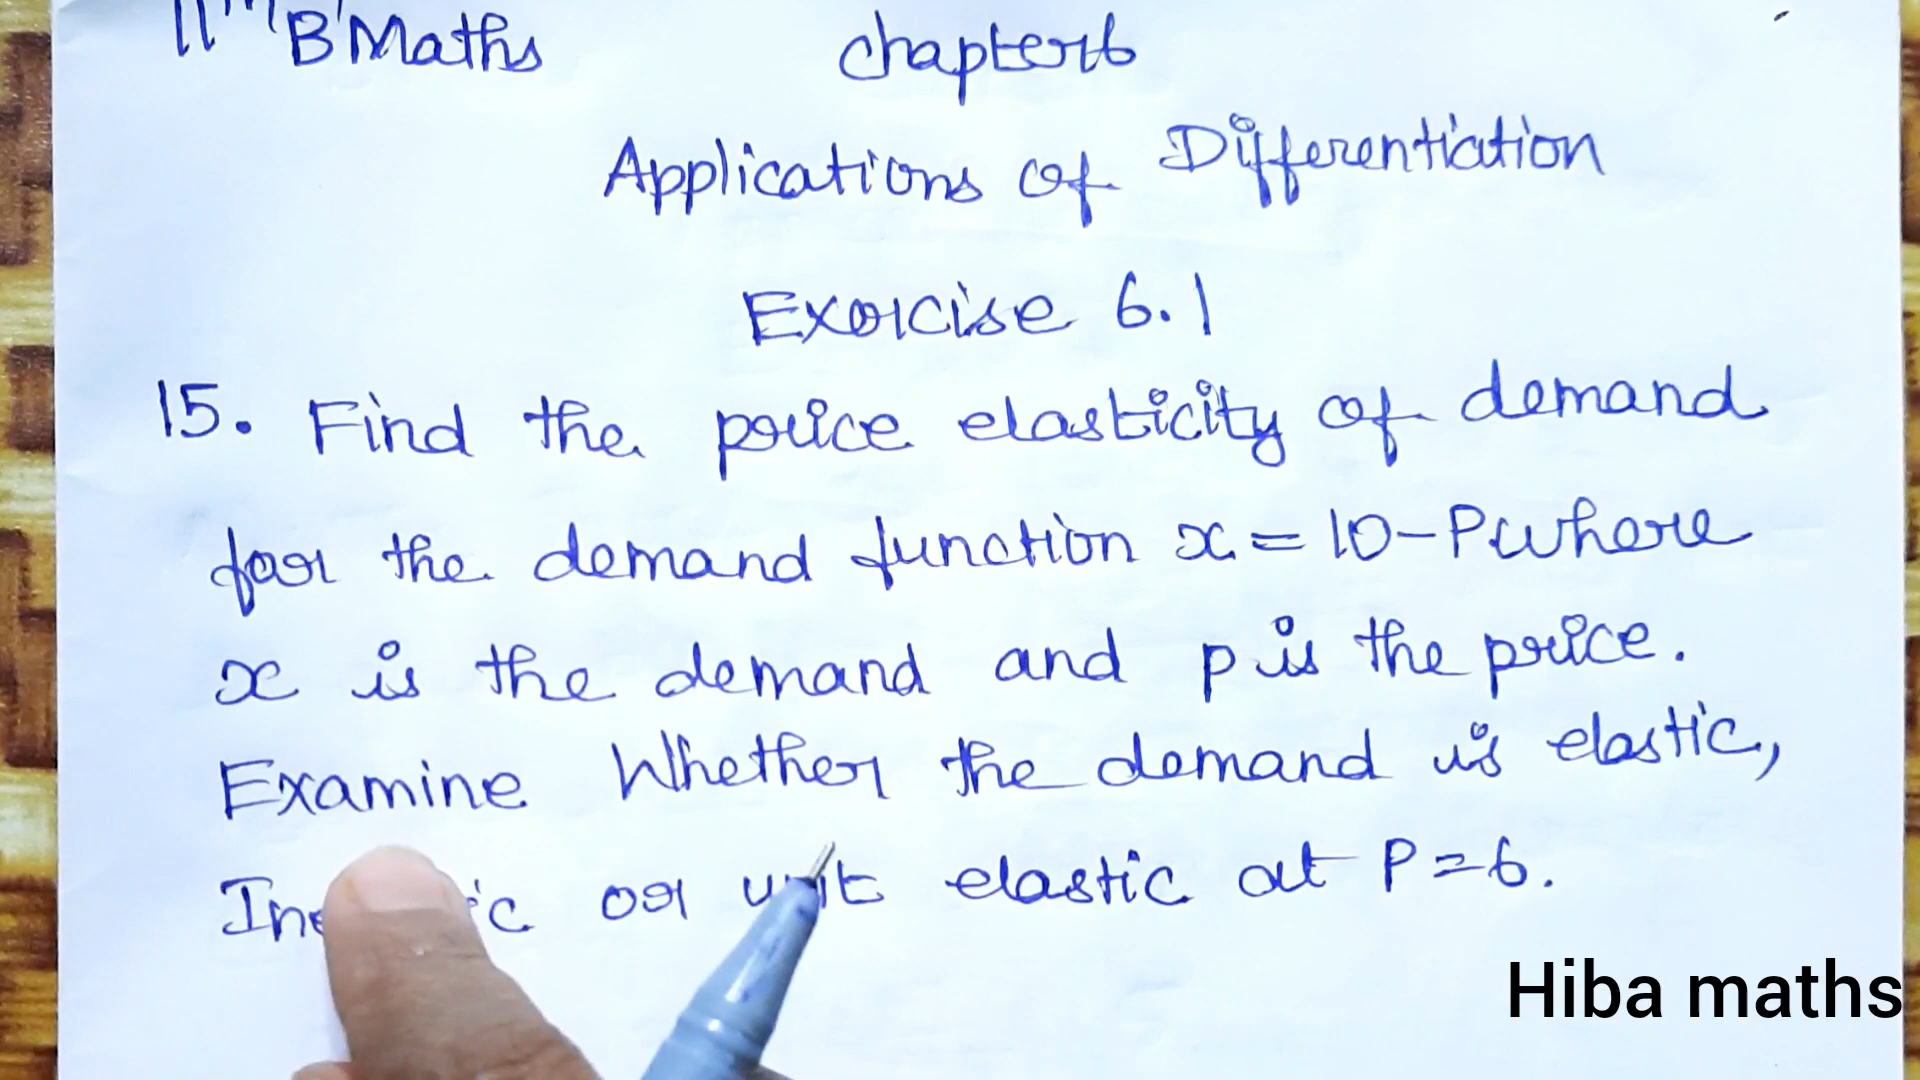 B Maths chapter 6
Applications of Differentiation
Exercise 6.1
15. Find the price elasticity of demand
for the demand function x = 10-P where
x is the demand and p is the price.
Examine Whether the demand is elastic,
or unit elastic at P=6.
Hiba maths